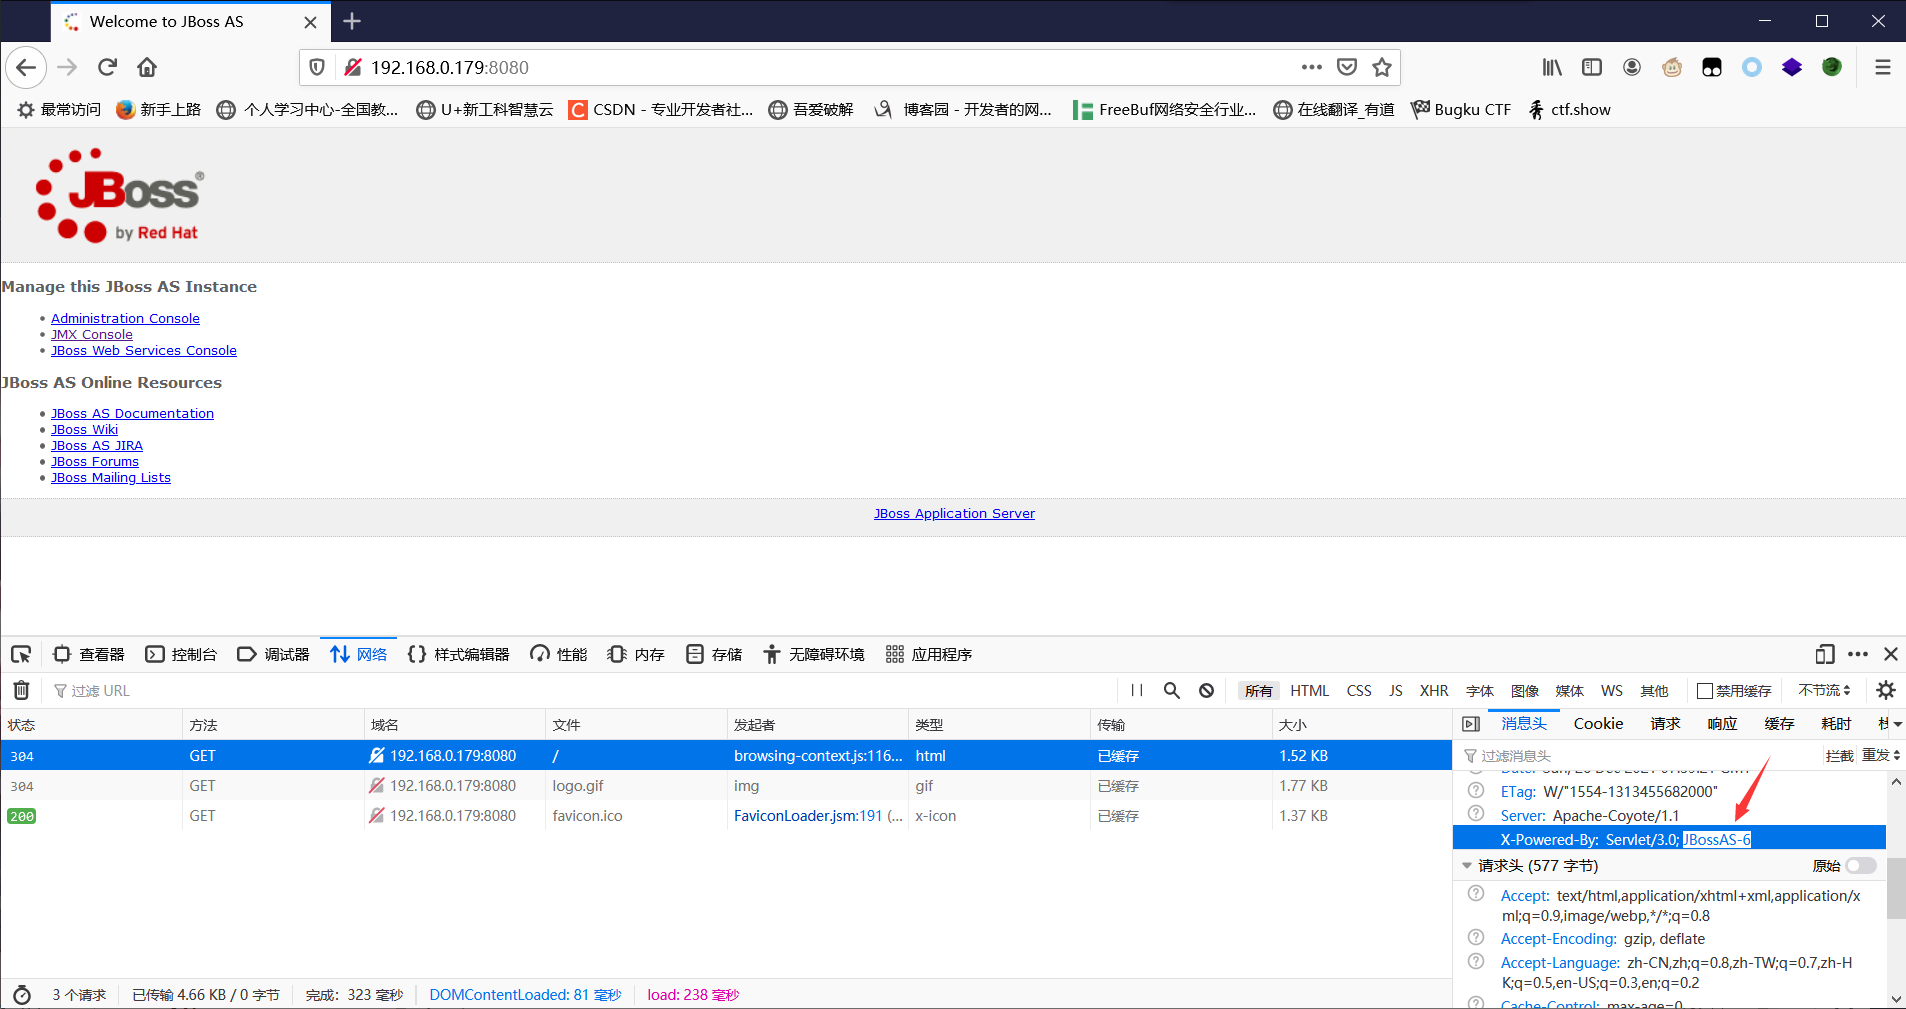 Welcome to JBoss AS
192.168.0.179:8080
最常访问 新手上路 个人学习中心-全国教... U+新工科智慧云 CSDN - 专业开发者社... 吾爱破解 博客园 - 开发者的网... FreeBuf网络安全行业... 在线翻译_有道 Bugku CTF ctf.show
JBoss®
by Red Hat
Manage this JBoss AS Instance
Administration Console
JMX Console
JBoss Web Services Console
JBoss AS Online Resources
JBoss AS Documentation
JBoss Wiki
JBoss AS JIRA
JBoss Forums
JBoss Mailing Lists
JBoss Application Server
查看器 控制台 调试器 网络 样式编辑器 性能 内存 存储 无障碍环境 应用程序
过滤 URL 所有 HTML CSS JS XHR 字体 图像 媒体 WS 其他 禁用缓存 不节流
状态 方法 域名 文件 发起者 类型 传输 大小
304 GET 192.168.0.179:8080 / browsing-context.js:116... html 已缓存 1.52 KB
304 GET 192.168.0.179:8080 logo.gif img gif 已缓存 1.77 KB
200 GET 192.168.0.179:8080 favicon.ico FaviconLoader.jsm:191 (... x-icon 已缓存 1.37 KB
消息头 Cookie 请求 响应 缓存 耗时
过滤消息头 拦截 重发
ETag: W/"1554-1313455682000"
Server: Apache-Coyote/1.1
X-Powered-By: Servlet/3.0; JBossAS-6
请求头 (577 字节) 原始
Accept: text/html,application/xhtml+xml,application/x
ml;q=0.9,image/webp,*/*;q=0.8
Accept-Encoding: gzip, deflate
Accept-Language: zh-CN,zh;q=0.8,zh-TW;q=0.7,zh-H
K;q=0.5,en-US;q=0.3,en;q=0.2
Cache-Control: max-age=0
3 个请求 已传输 4.66 KB / 0 字节 完成：323 毫秒 DOMContentLoaded: 81 毫秒 load: 238 毫秒